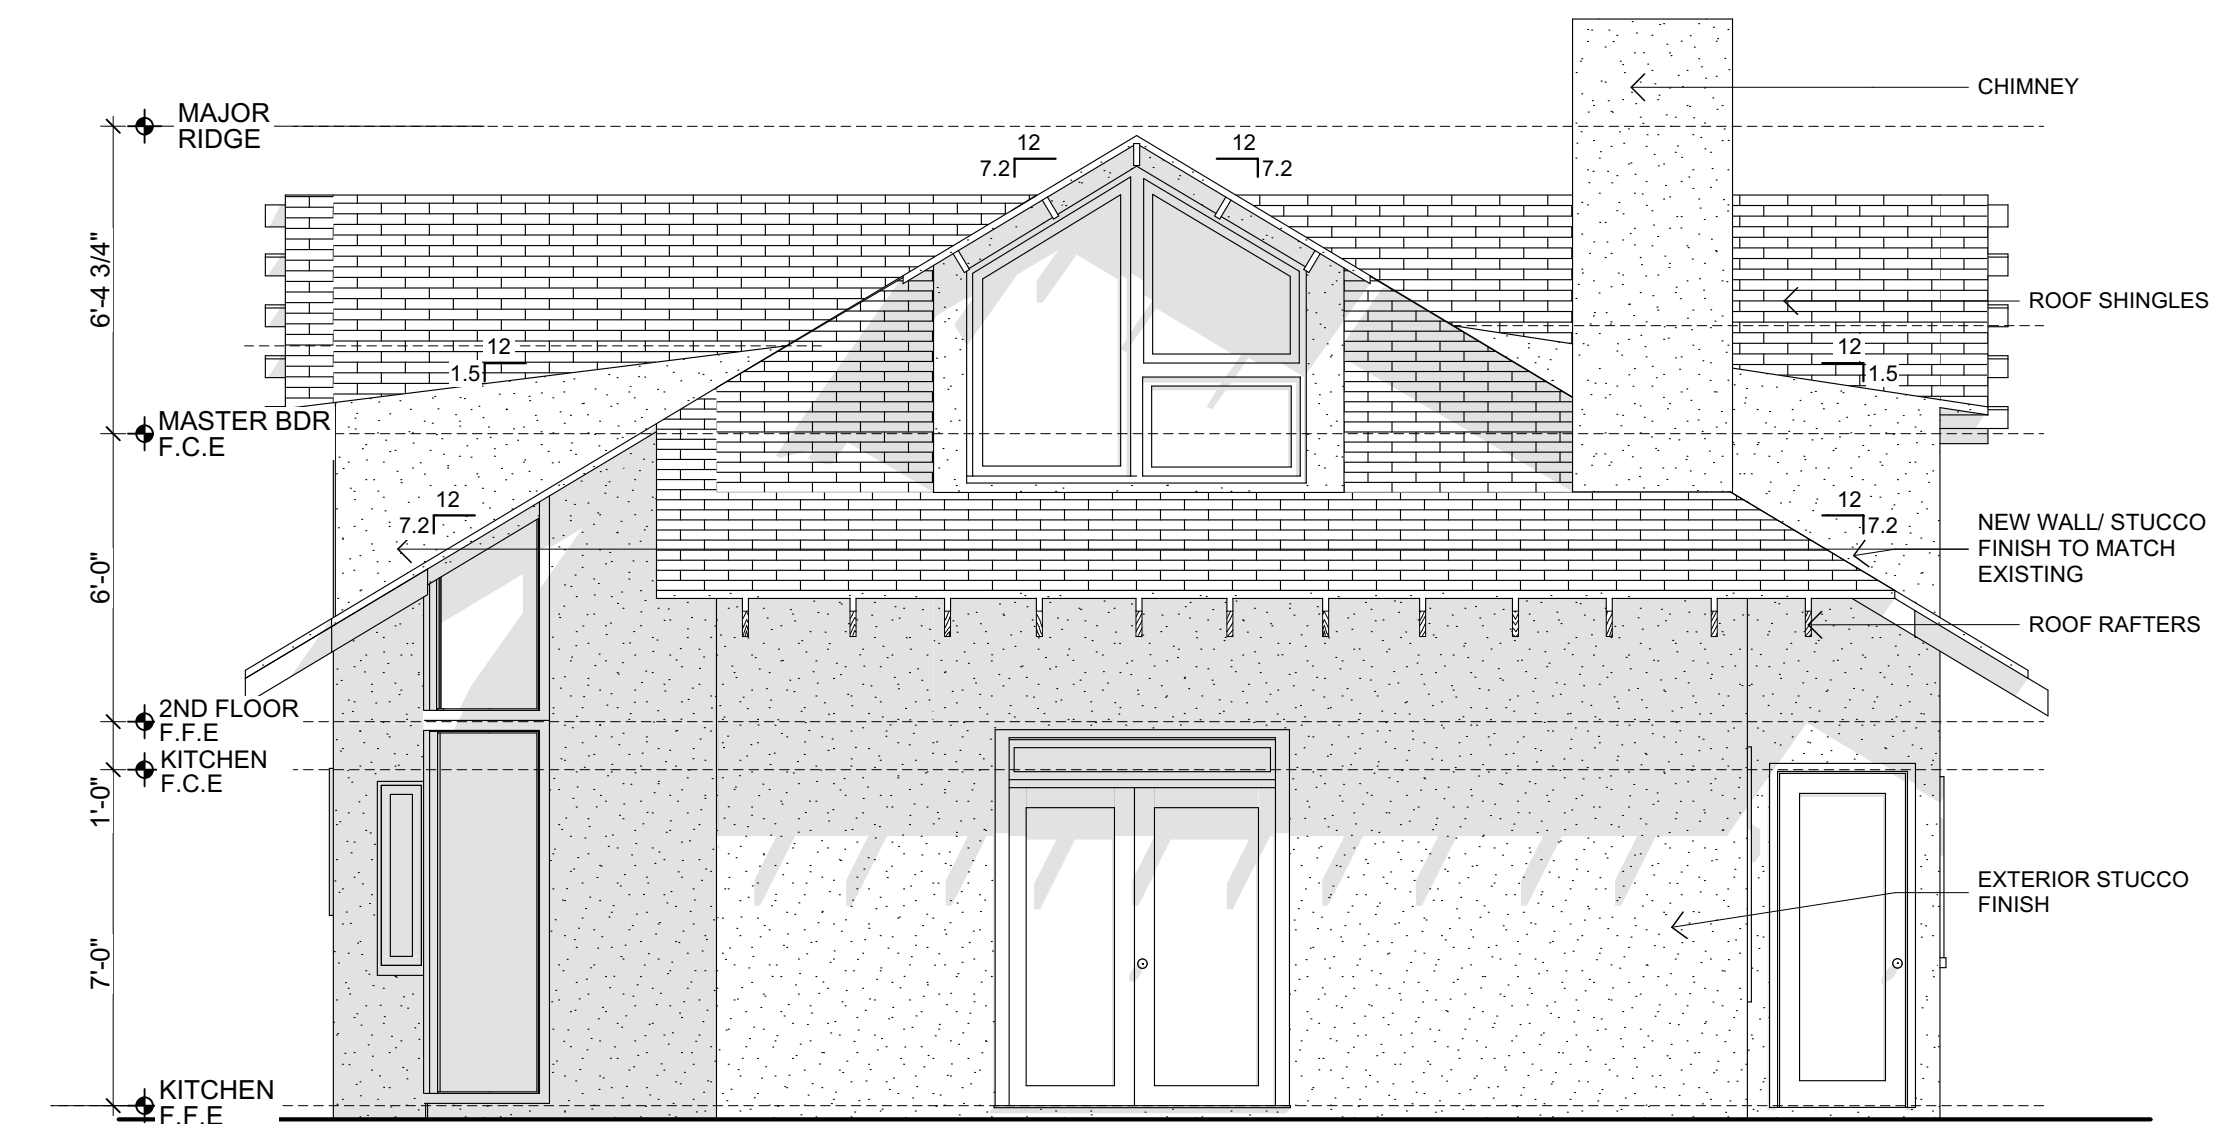 CHIMNEY
MAJOR
RIDGE
12
7.2
12
7.2
6'-4 3/4"
ROOF SHINGLES
12
1.5
12
1.5
MASTER BDR
F.C.E
12
7.2
12
7.2
NEW WALL/ STUCCO
FINISH TO MATCH
EXISTING
6'-0"
ROOF RAFTERS
2ND FLOOR
F.F.E
KITCHEN
F.C.E
1'-0"
EXTERIOR STUCCO
FINISH
7'-0"
KITCHEN
F.F.E